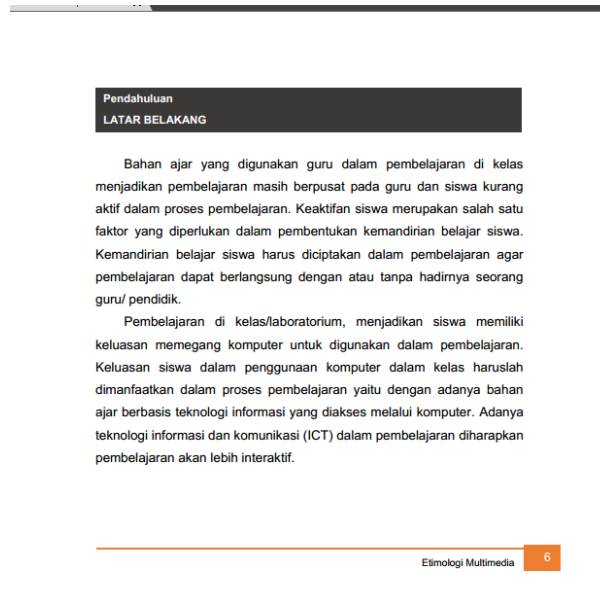 Pendahuluan
LATAR BELAKANG
Bahan ajar yang digunakan guru dalam pembelajaran di kelas
menjadikan pembelajaran masih berpusat pada guru dan siswa kurang
aktif dalam proses pembelajaran. Keaktifan siswa merupakan salah satu
faktor yang diperlukan dalam pembentukan kemandirian belajar siswa.
Kemandirian belajar siswa harus diciptakan dalam pembelajaran agar
pembelajaran dapat berlangsung dengan atau tanpa hadirnya seorang
guru/ pendidik.
Pembelajaran di kelas/laboratorium, menjadikan siswa memiliki
keluasan memegang komputer untuk digunakan dalam pembelajaran.
Keluasan siswa dalam penggunaan komputer dalam kelas haruslah
dimanfaatkan dalam proses pembelajaran yaitu dengan adanya bahan
ajar berbasis teknologi informasi yang diakses melalui komputer. Adanya
teknologi informasi dan komunikasi (ICT) dalam pembelajaran diharapkan
pembelajaran akan lebih interaktif.
Etimologi Multimedia 6